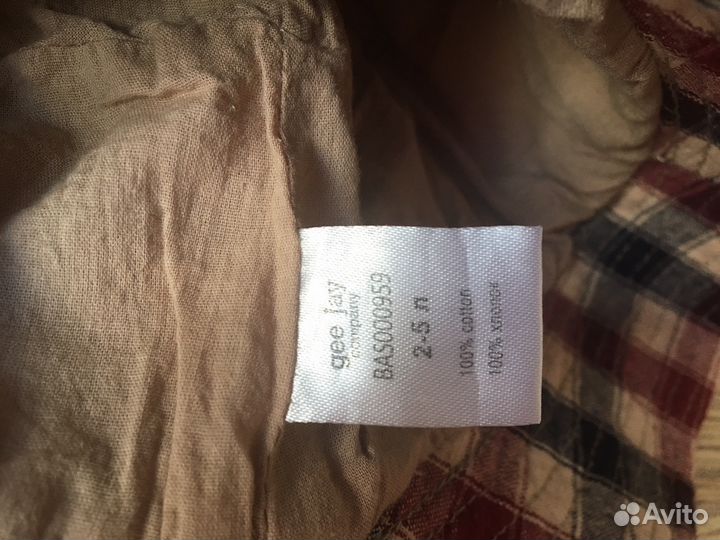 gee jay
company
BAS000959
2-5 л
100% cotton
100% хлопок
Avito